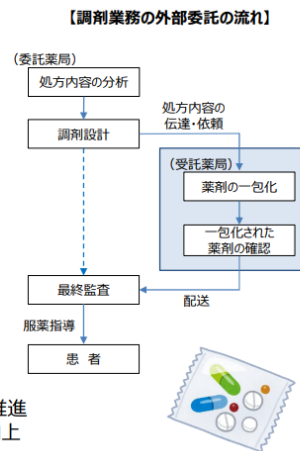 【調剤業務の外部委託の流れ】
(委託薬局)
処方内容の分析
処方内容の
伝達・依頼
調剤設計
(受託薬局)
薬剤の一包化
一包化された
薬剤の確認
最終監査
配送
服薬指導
患 者
推進
上